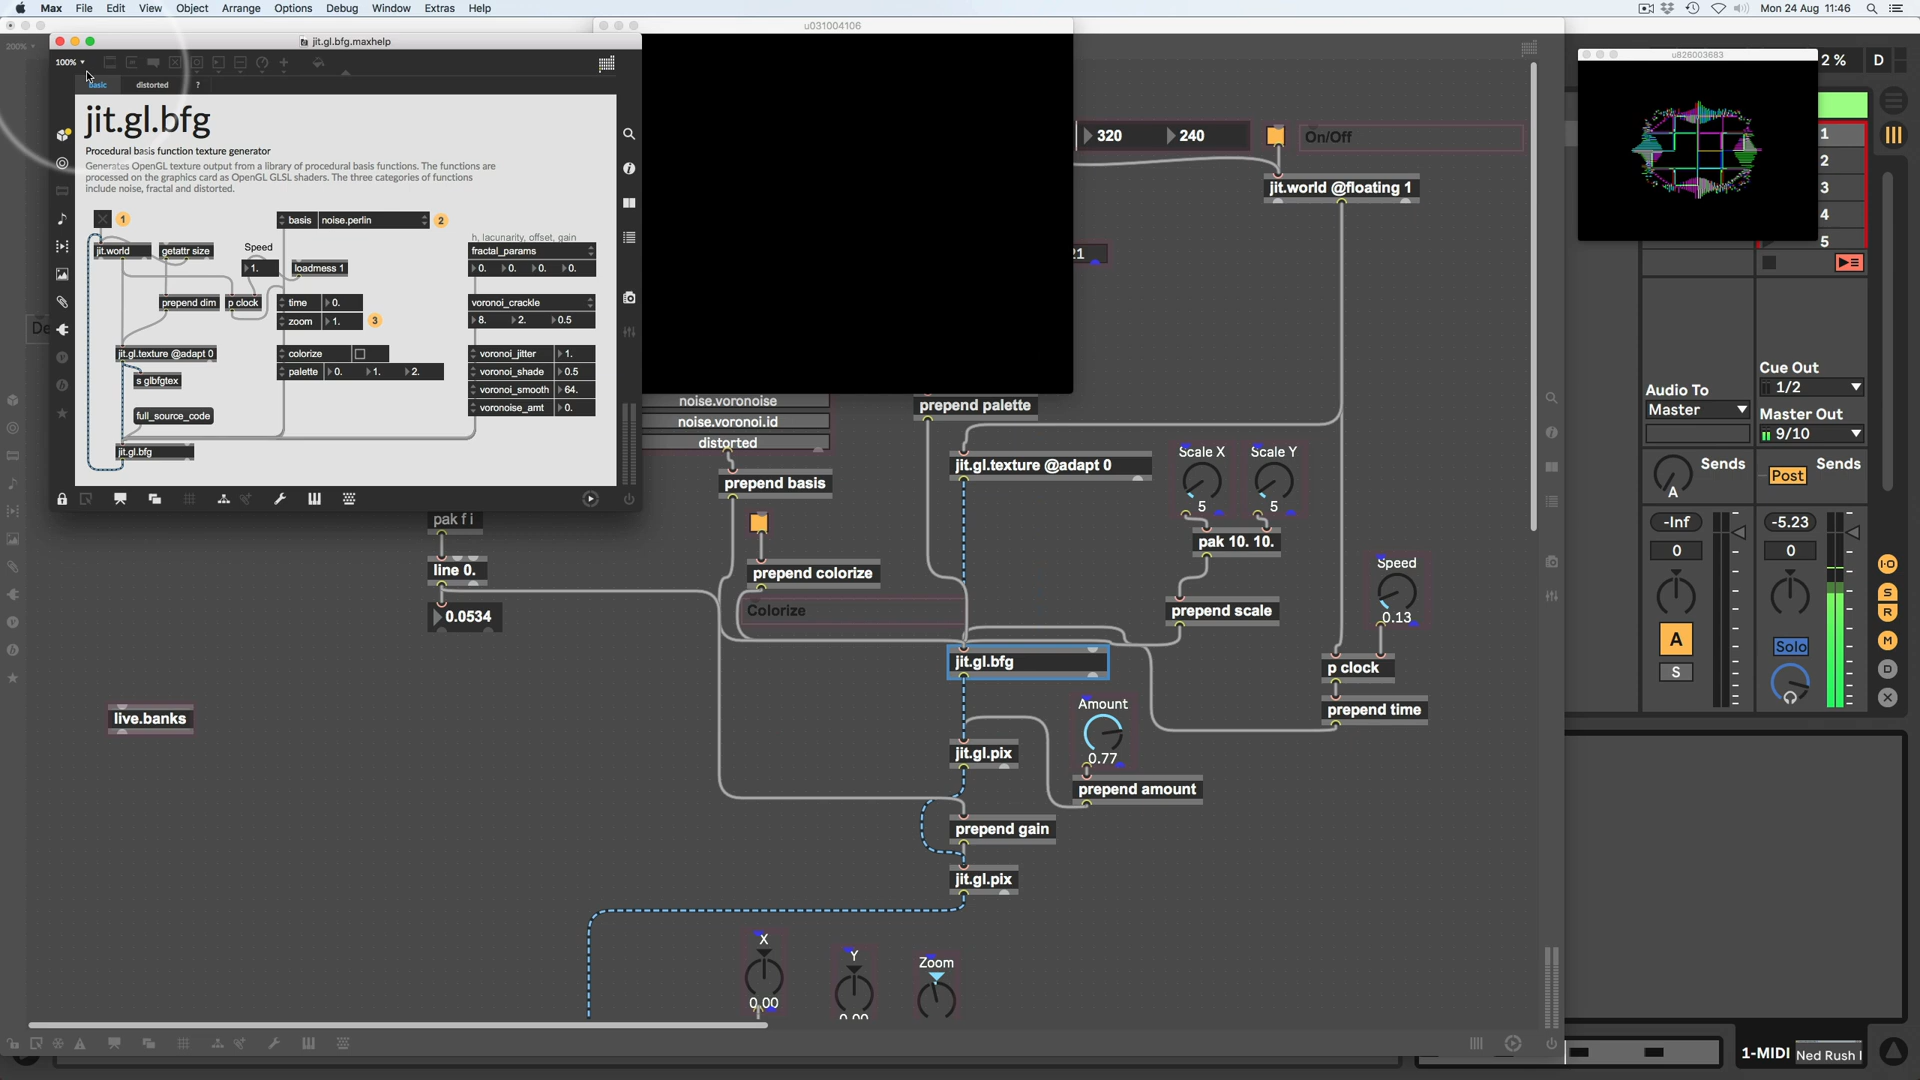 Max File Edit View Object Arrange Options Debug Window Extras Help
Mon 24 Aug 11:46
u031004106
200%
jit.gl.bfg.maxhelp
100%
basic distorted ?
jit.gl.bfg
Procedural basis function texture generator
Generates OpenGL texture output from a library of procedural basis functions. The functions are
processed on the graphics card as OpenGL GLSL shaders. The three categories of functions
include noise, fractal and distorted.
1
basis noise.perlin 2
jit.world getattr size Speed
1. loadmess 1
h, lacunarity, offset, gain
fractal_params
0. 0. 0. 0.
prepend dim p clock time 0.
zoom 1. 3
voronoi_crackle
8. 2. 0.5
jit.gl.texture @adapt 0
colorize
palette 0. 1. 2.
voronoi_jitter 1.
voronoi_shade 0.5
voronoi_smooth 64.
voronoise_amt 0.
s glbfgtex
full_source_code
jit.gl.bfg
320 240 On/Off
jit.world @floating 1
21
u826003683
2 % D
1
2
3
4
5
De
noise.voronoise
noise.voronoi.id
distorted
prepend palette
prepend basis
jit.gl.texture @adapt 0
Scale X Scale Y
5 5
pak 10. 10.
pak f i
line 0.
0.0534
prepend colorize
Colorize
prepend scale
Speed
0.13
jit.gl.bfg
p clock
prepend time
live.banks
Amount
0.77
jit.gl.pix
prepend amount
prepend gain
jit.gl.pix
X Y Zoom
0.00 0.00
Audio To
Master
Cue Out
1/2
Master Out
9/10
Sends Sends
A Post
-Inf -5.23
0 0
A Solo
S
I·O
S
R
M
D
X
1-MIDI Ned Rush I